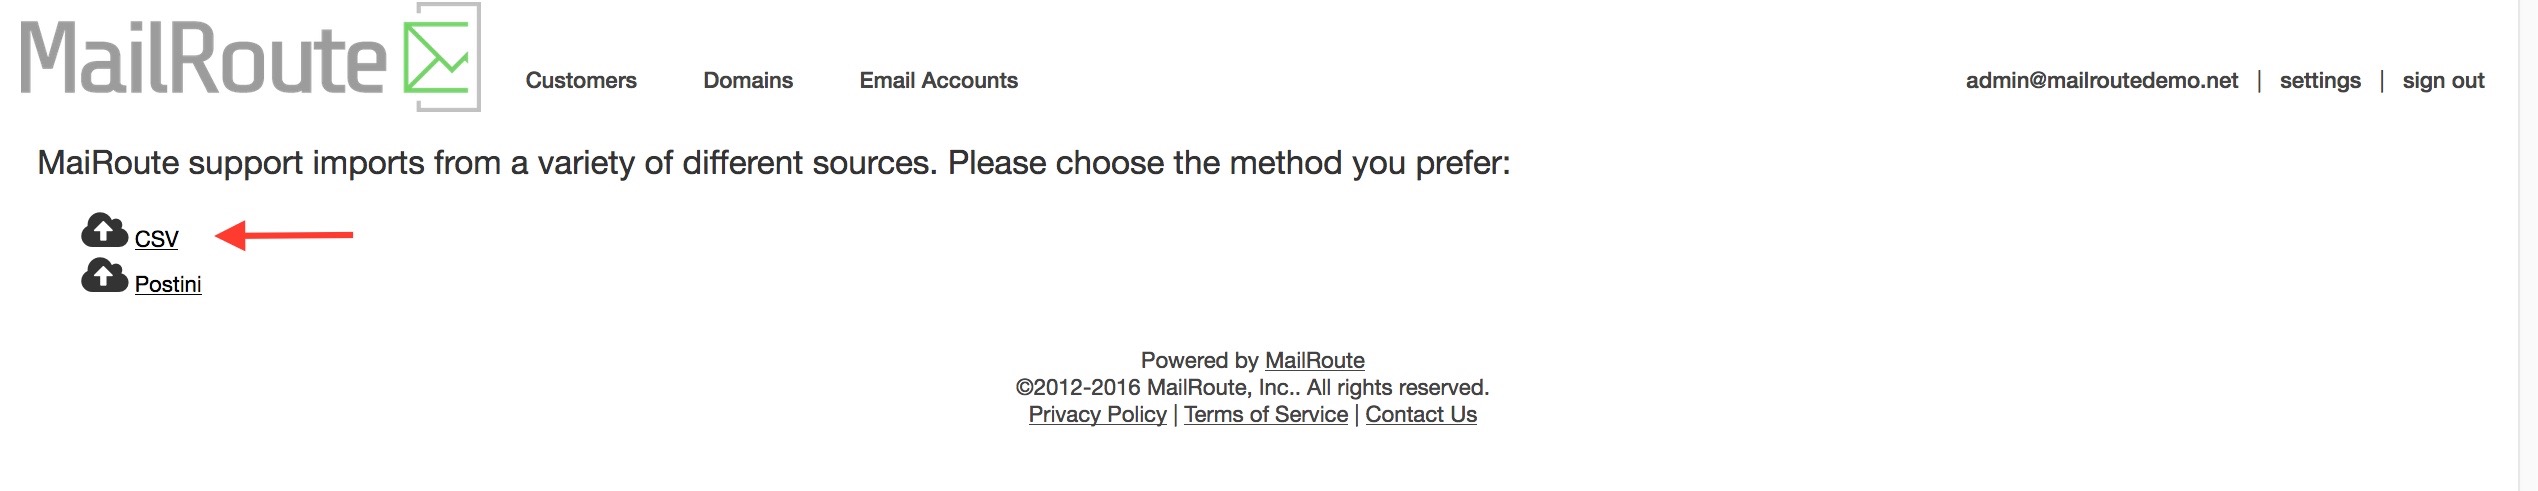 MailRoute
Customers Domains Email Accounts
admin@mailroutedemo.net | settings | sign out
MaiRoute support imports from a variety of different sources. Please choose the method you prefer:
CSV
Postini
Powered by MailRoute
©2012-2016 MailRoute, Inc.. All rights reserved.
Privacy Policy | Terms of Service | Contact Us